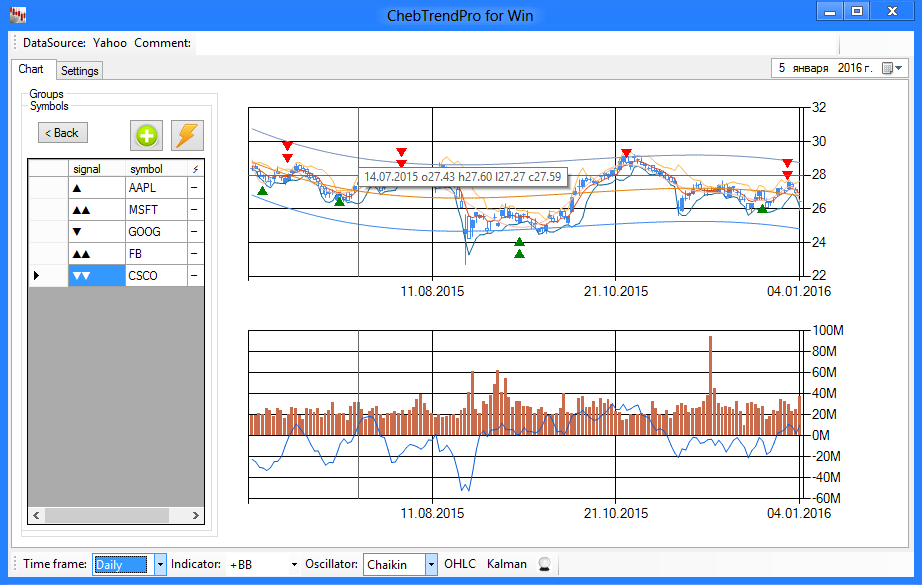 ChebTrendPro for Win
DataSource: Yahoo Comment:
Chart Settings
5 января 2016 г.
Groups
Symbols
< Back
signal symbol
▲ AAPL –
▲▲ MSFT –
▼ GOOG –
▲▲ FB –
▼▼ CSCO –
32
30
28
14.07.2015 o27.43 h27.60 l27.27 c27.59
26
24
22
11.08.2015 21.10.2015 04.01.2016
100M
80M
60M
40M
20M
0M
-20M
-40M
-60M
11.08.2015 21.10.2015 04.01.2016
Time frame: Daily Indicator: +BB Oscillator: Chaikin OHLC Kalman